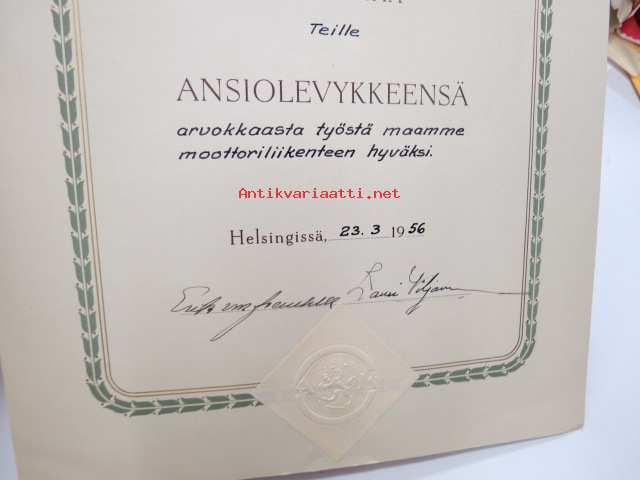 Teille
ANSIOLEVYKKEENSÄ
arvokkaasta työstä maamme
moottoriliikenteen hyväksi.
Antikvariaatti.net
Helsingissä, 23. 3 1956